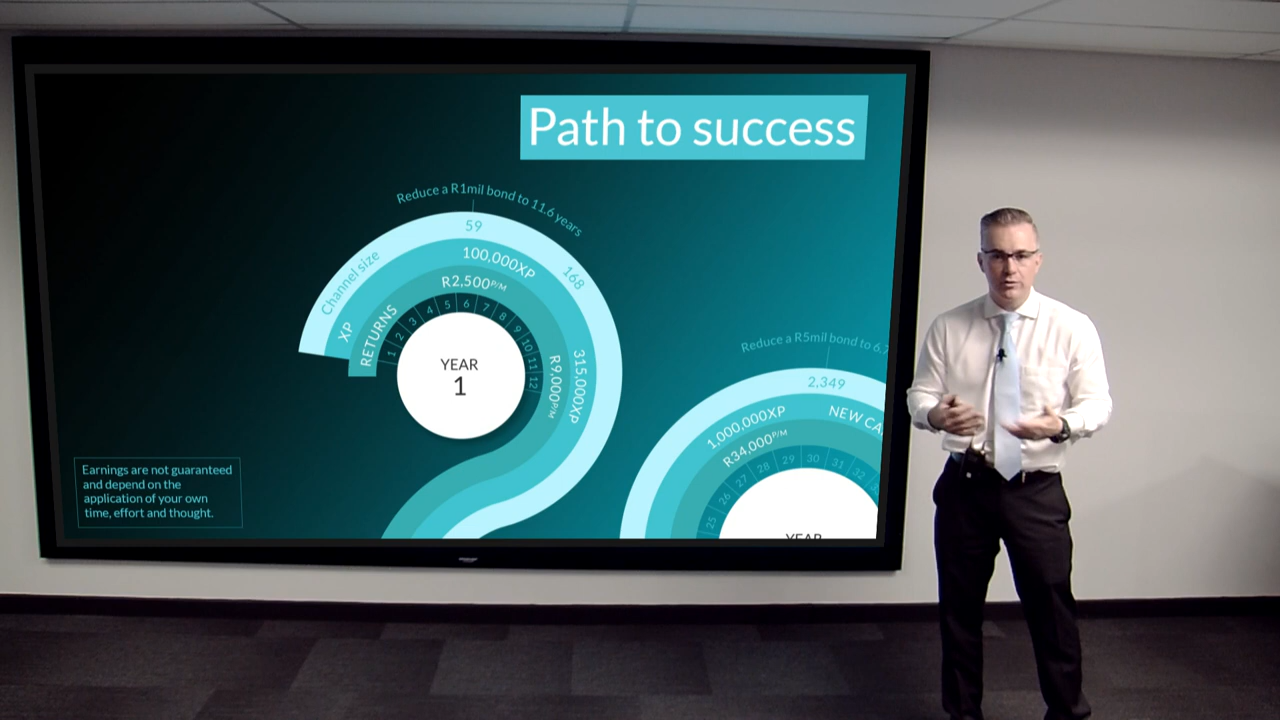 Path to success
Reduce a R1mil bond to 11.6 years
Channel size
59
168
XP
100,000XP
315,000XP
RETURNS
R2,500P/M
R9,000P/M
1 2 3 4 5 6 7 8 9 10 11 12
YEAR
1
Reduce a R5mil bond to 6.7
2,349
1,000,000XP
NEW CA
R34,000P/M
25 26 27 28 29 30 31 32
YEAR
Earnings are not guaranteed
and depend on the
application of your own
time, effort and thought.